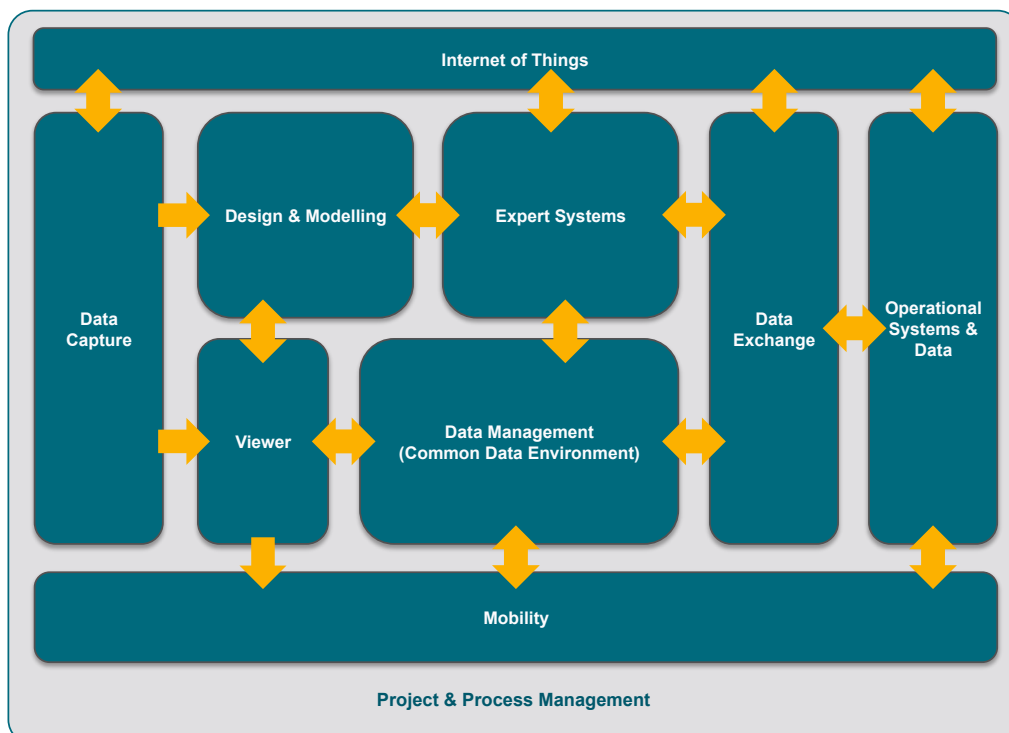 Internet of Things
Design & Modelling
Expert Systems
Data
Capture
Data
Exchange
Operational
Systems &
Data
Viewer
Data Management
(Common Data Environment)
Mobility
Project & Process Management